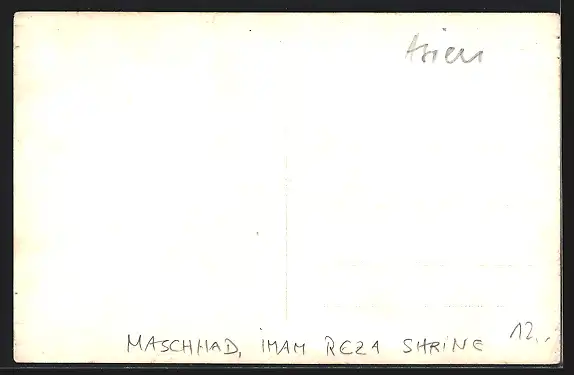 Asien
MASCHHAD, IMAM REZA SHRINE 12..